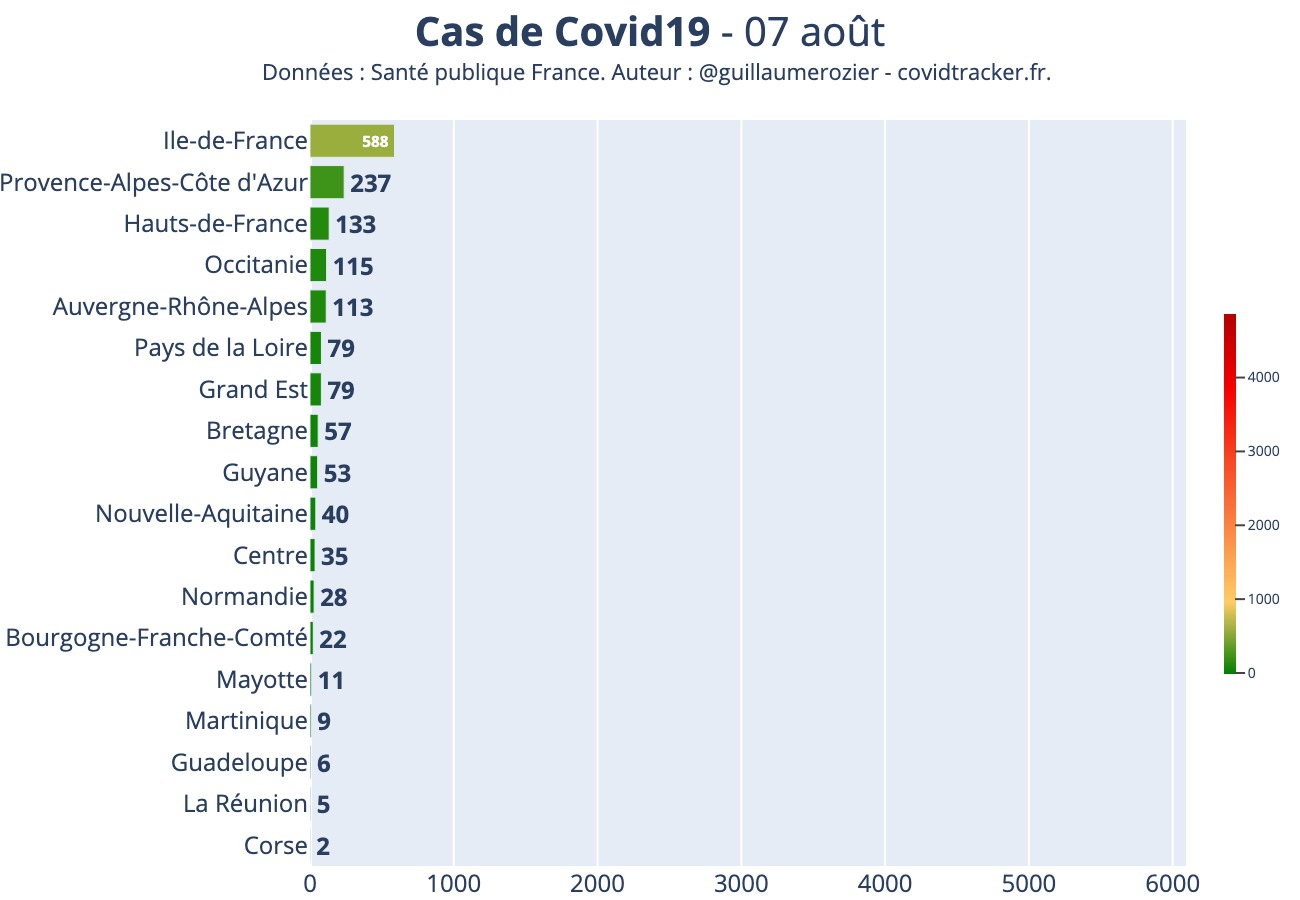 Cas de Covid19 - 07 août
Données : Santé publique France. Auteur : @guillaumerozier - covidtracker.fr.
Ile-de-France 588
Provence-Alpes-Côte d'Azur 237
Hauts-de-France 133
Occitanie 115
Auvergne-Rhône-Alpes 113
Pays de la Loire 79
Grand Est 79
Bretagne 57
Guyane 53
Nouvelle-Aquitaine 40
Centre 35
Normandie 28
Bourgogne-Franche-Comté 22
Mayotte 11
Martinique 9
Guadeloupe 6
La Réunion 5
Corse 2
0 1000 2000 3000 4000 5000 6000
4000
3000
2000
1000
0